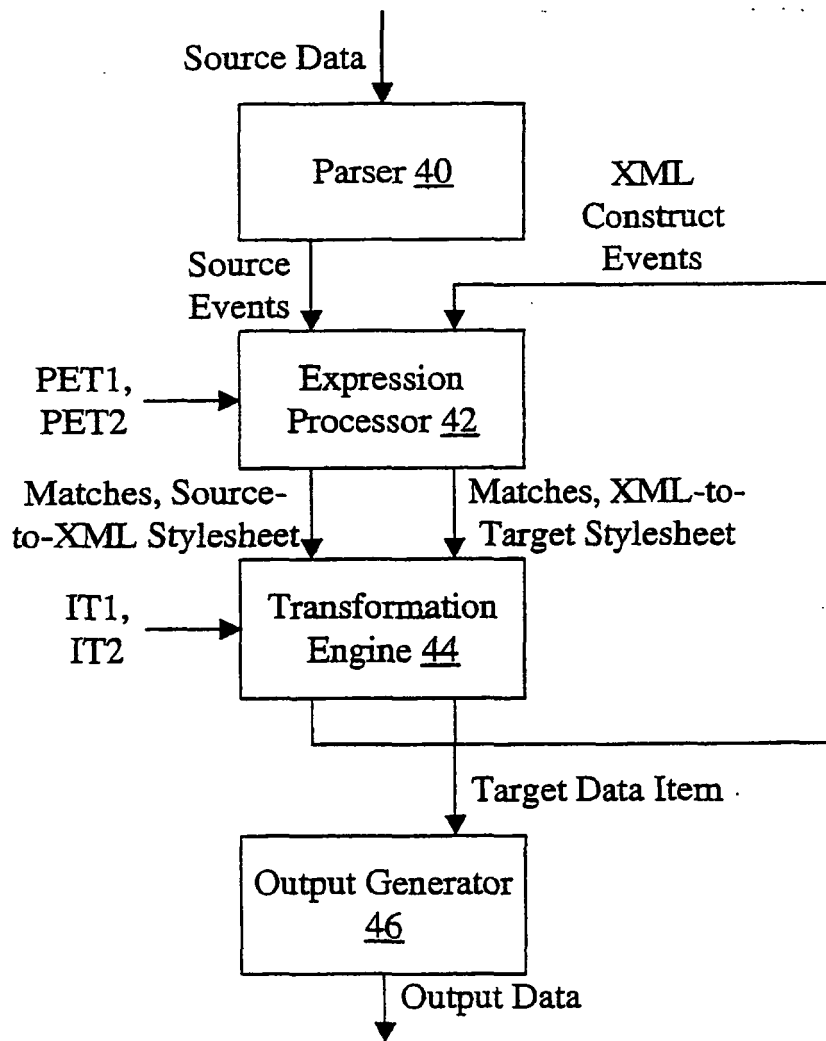 Source Data
Parser 40
XML
Construct
Events
Source
Events
PET1,
PET2
Expression
Processor 42
Matches, Source-
to-XML Stylesheet
Matches, XML-to-
Target Stylesheet
IT1,
IT2
Transformation
Engine 44
Target Data Item
Output Generator
46
Output Data